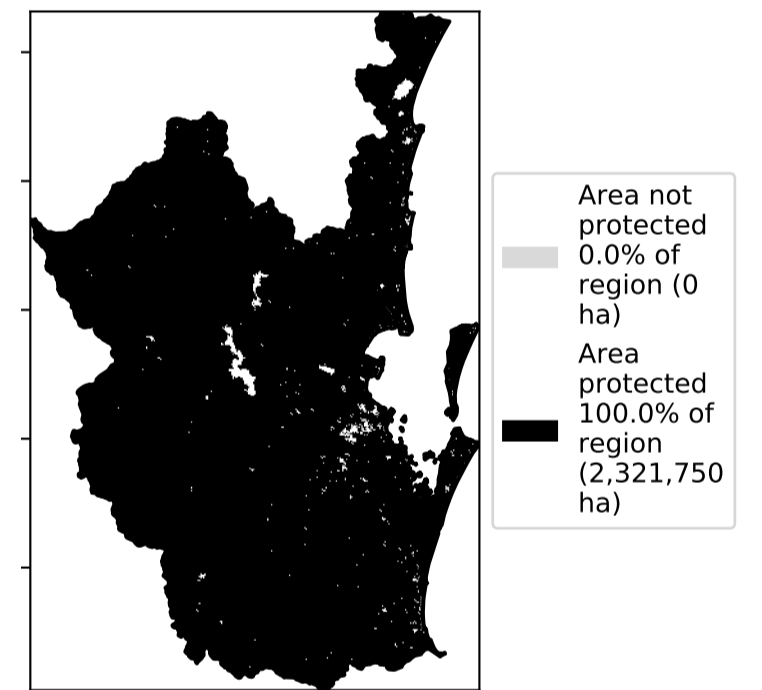 Area not
protected
0.0% of
region (0
ha)
Area
protected
100.0% of
region
(2,321,750
ha)